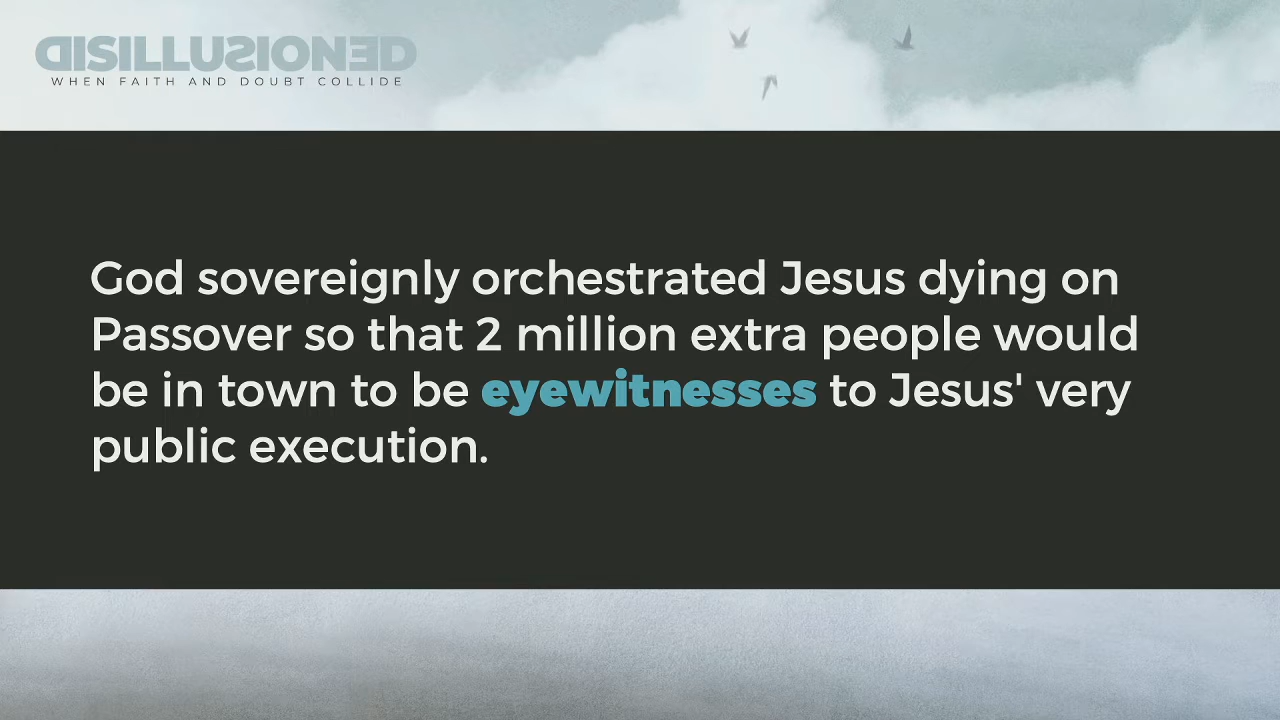 DISILLUSIONED
WHEN FAITH AND DOUBT COLLIDE
God sovereignly orchestrated Jesus dying on
Passover so that 2 million extra people would
be in town to be eyewitnesses to Jesus' very
public execution.